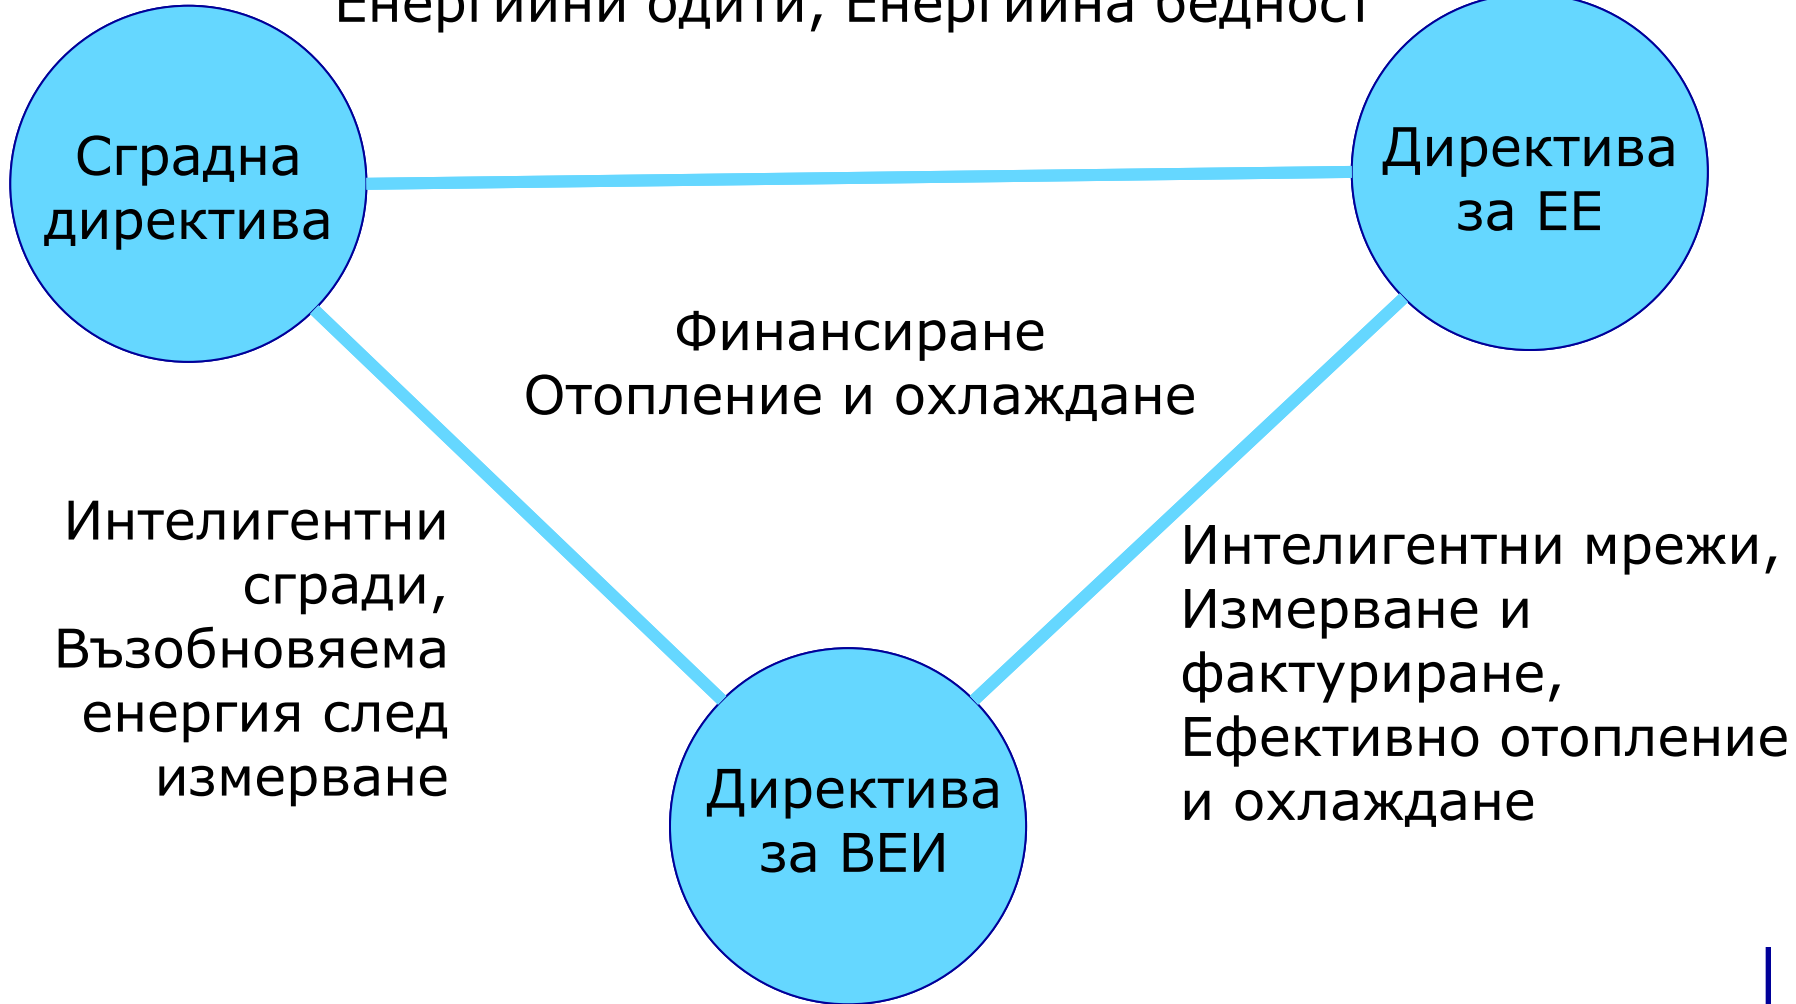 Енергийни одити, Енергийна бедност
Сградна
директива
Директива
за ЕЕ
Финансиране
Отопление и охлаждане
Интелигентни
сгради,
Възобновяема
енергия след
измерване
Интелигентни мрежи,
Измерване и
фактуриране,
Ефективно отопление
и охлаждане
Директива
за ВЕИ